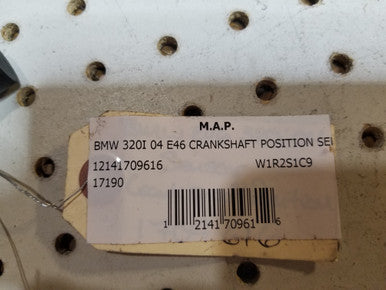 M.A.P.
BMW 320I 04 E46 CRANKSHAFT POSITION SE
12141709616 W1R2S1C9
17190
1 2141 70961 6